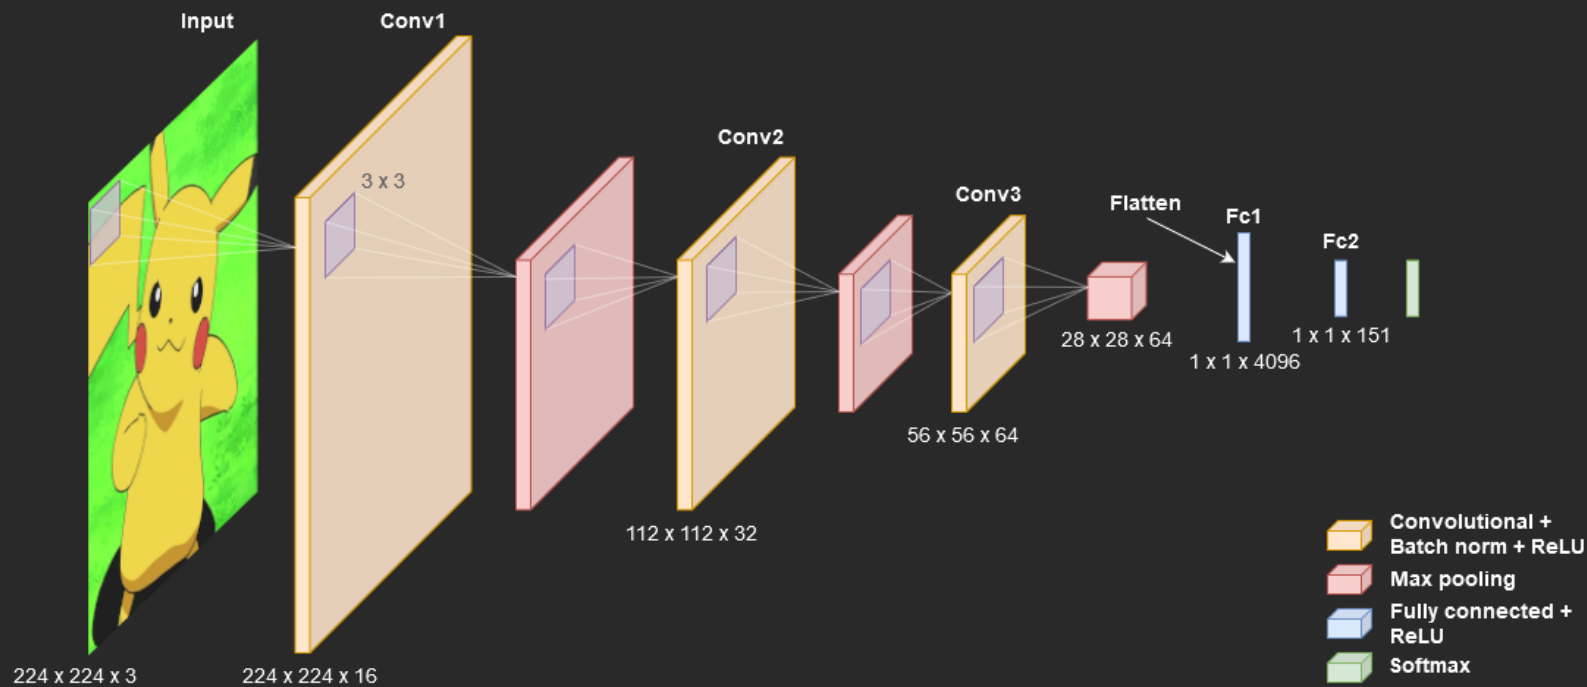 Input
Conv1
3 x 3
Conv2
Conv3
Flatten
Fc1
Fc2
28 x 28 x 64
1 x 1 x 151
1 x 1 x 4096
56 x 56 x 64
112 x 112 x 32
224 x 224 x 3
224 x 224 x 16
Convolutional +
Batch norm + ReLU
Max pooling
Fully connected +
ReLU
Softmax